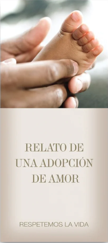 RELATO DE
UNA ADOPCIÓN
DE AMOR
RESPETEMOS LA VIDA